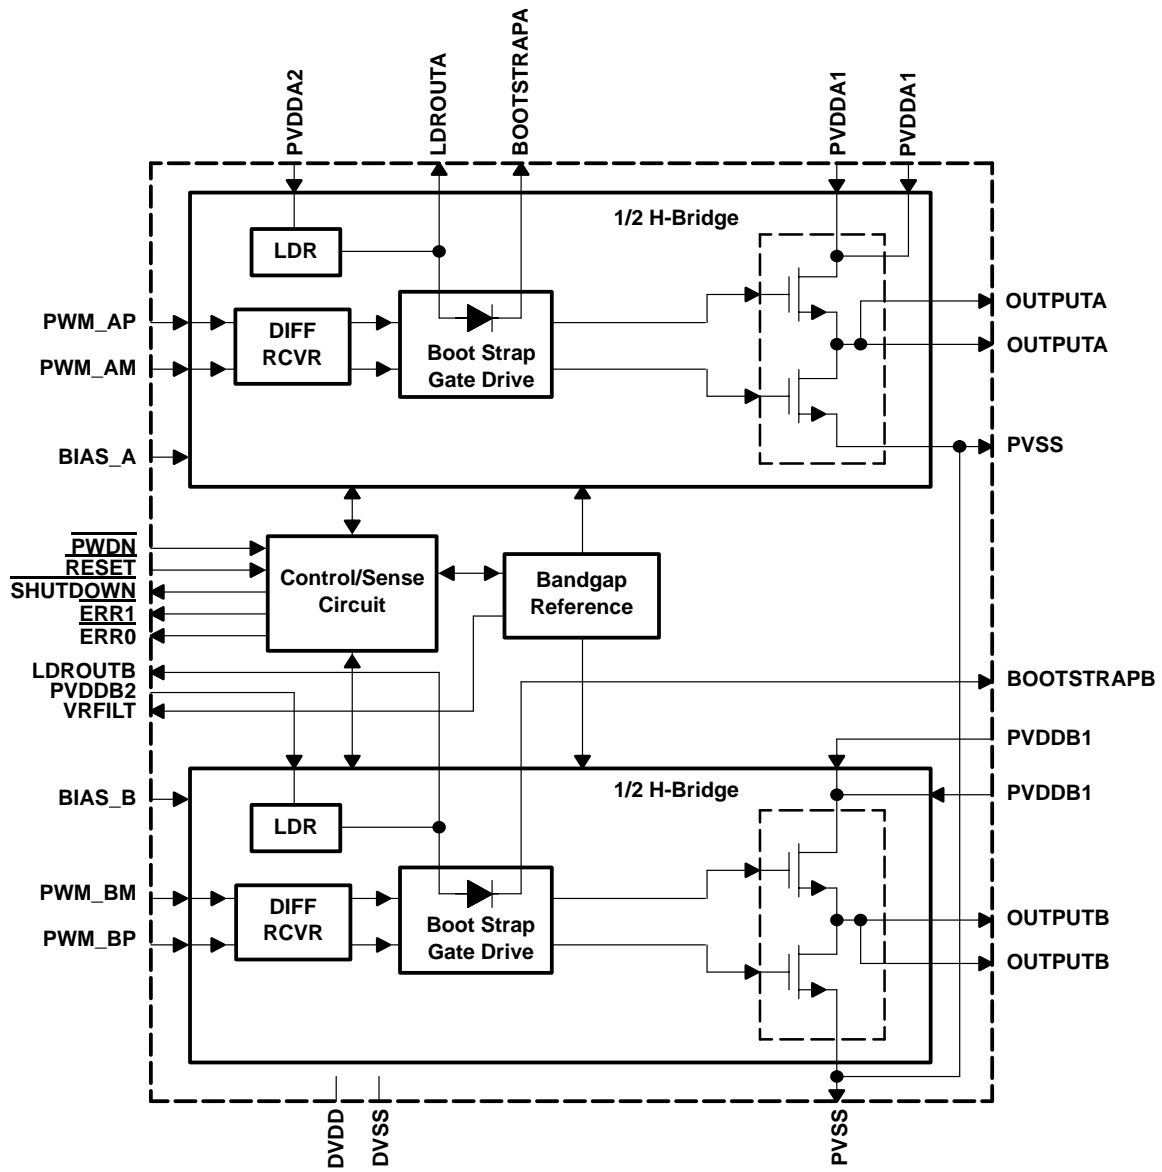 PVDDA2
LDROUTA
BOOTSTRAPA
PVDDA1
PVDDA1
1/2 H-Bridge
LDR
PWM_AP
PWM_AM
DIFF
RCVR
Boot Strap
Gate Drive
OUTPUTA
OUTPUTA
BIAS_A
PVSS
PWDN
RESET
SHUTDOWN
ERR1
ERR0
Control/Sense
Circuit
Bandgap
Reference
LDROUTB
PVDDB2
VRFILT
BOOTSTRAPB
PVDDB1
PVDDB1
BIAS_B
1/2 H-Bridge
LDR
PWM_BM
PWM_BP
DIFF
RCVR
Boot Strap
Gate Drive
OUTPUTB
OUTPUTB
DVDD
DVSS
PVSS